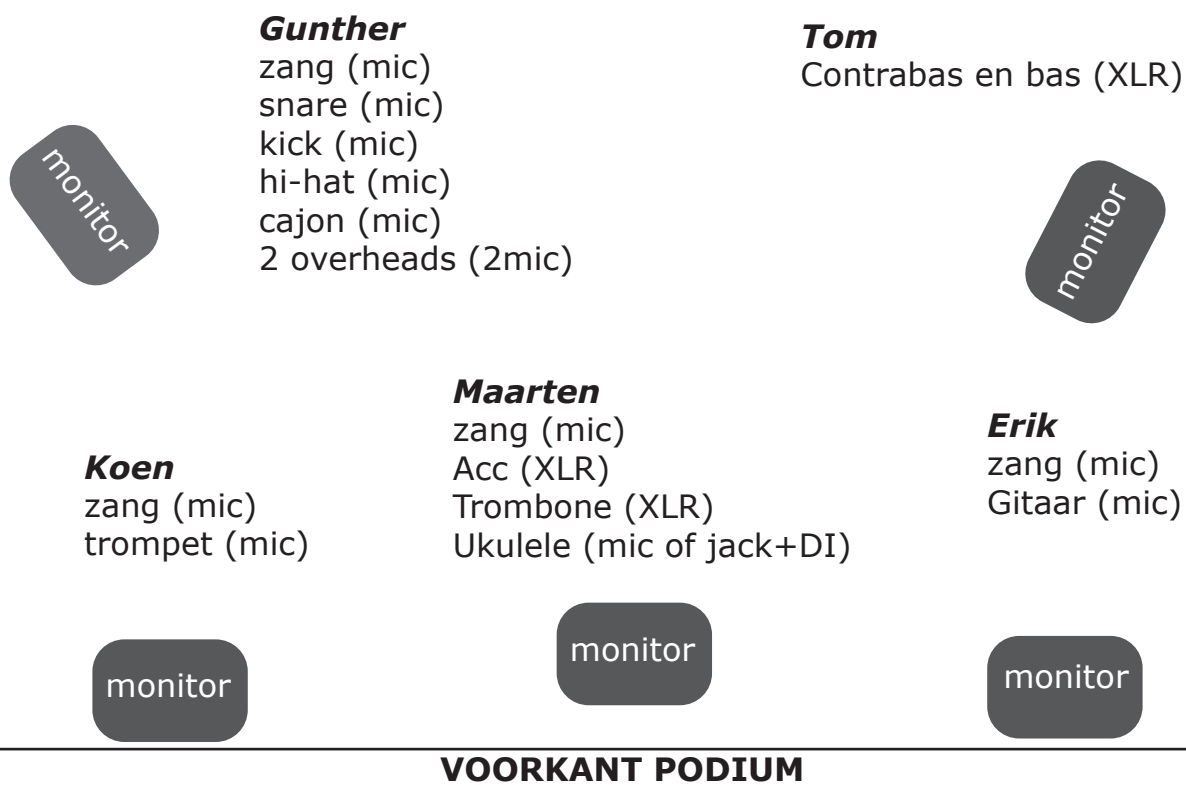 Gunther
zang (mic)
snare (mic)
kick (mic)
hi-hat (mic)
cajon (mic)
2 overheads (2mic)
Tom
Contrabas en bas (XLR)
monitor
monitor
Koen
zang (mic)
trompet (mic)
Maarten
zang (mic)
Acc (XLR)
Trombone (XLR)
Ukulele (mic of jack+DI)
Erik
zang (mic)
Gitaar (mic)
monitor
monitor
monitor
VOORKANT PODIUM